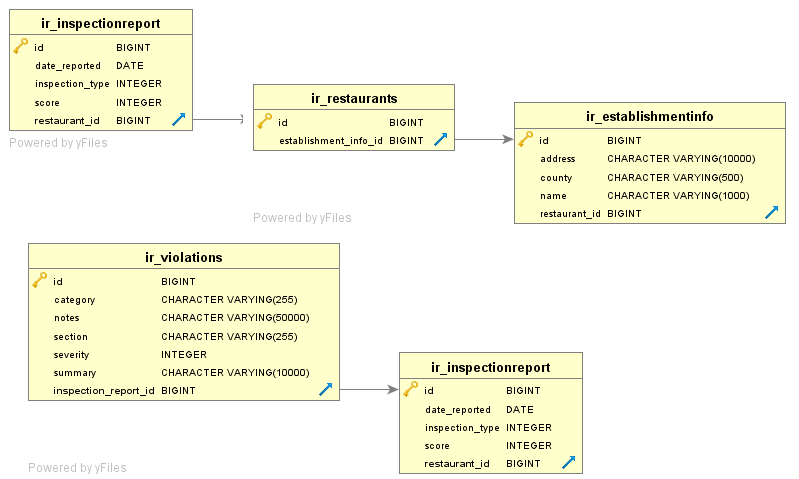 ir_inspectionreport
id BIGINT
date_reported DATE
inspection_type INTEGER
score INTEGER
restaurant_id BIGINT
Powered by yFiles
ir_restaurants
id BIGINT
establishment_info_id BIGINT
Powered by yFiles
ir_establishmentinfo
id BIGINT
address CHARACTER VARYING(10000)
county CHARACTER VARYING(500)
name CHARACTER VARYING(1000)
restaurant_id BIGINT
ir_violations
id BIGINT
category CHARACTER VARYING(255)
notes CHARACTER VARYING(50000)
section CHARACTER VARYING(255)
severity INTEGER
summary CHARACTER VARYING(10000)
inspection_report_id BIGINT
Powered by yFiles
ir_inspectionreport
id BIGINT
date_reported DATE
inspection_type INTEGER
score INTEGER
restaurant_id BIGINT